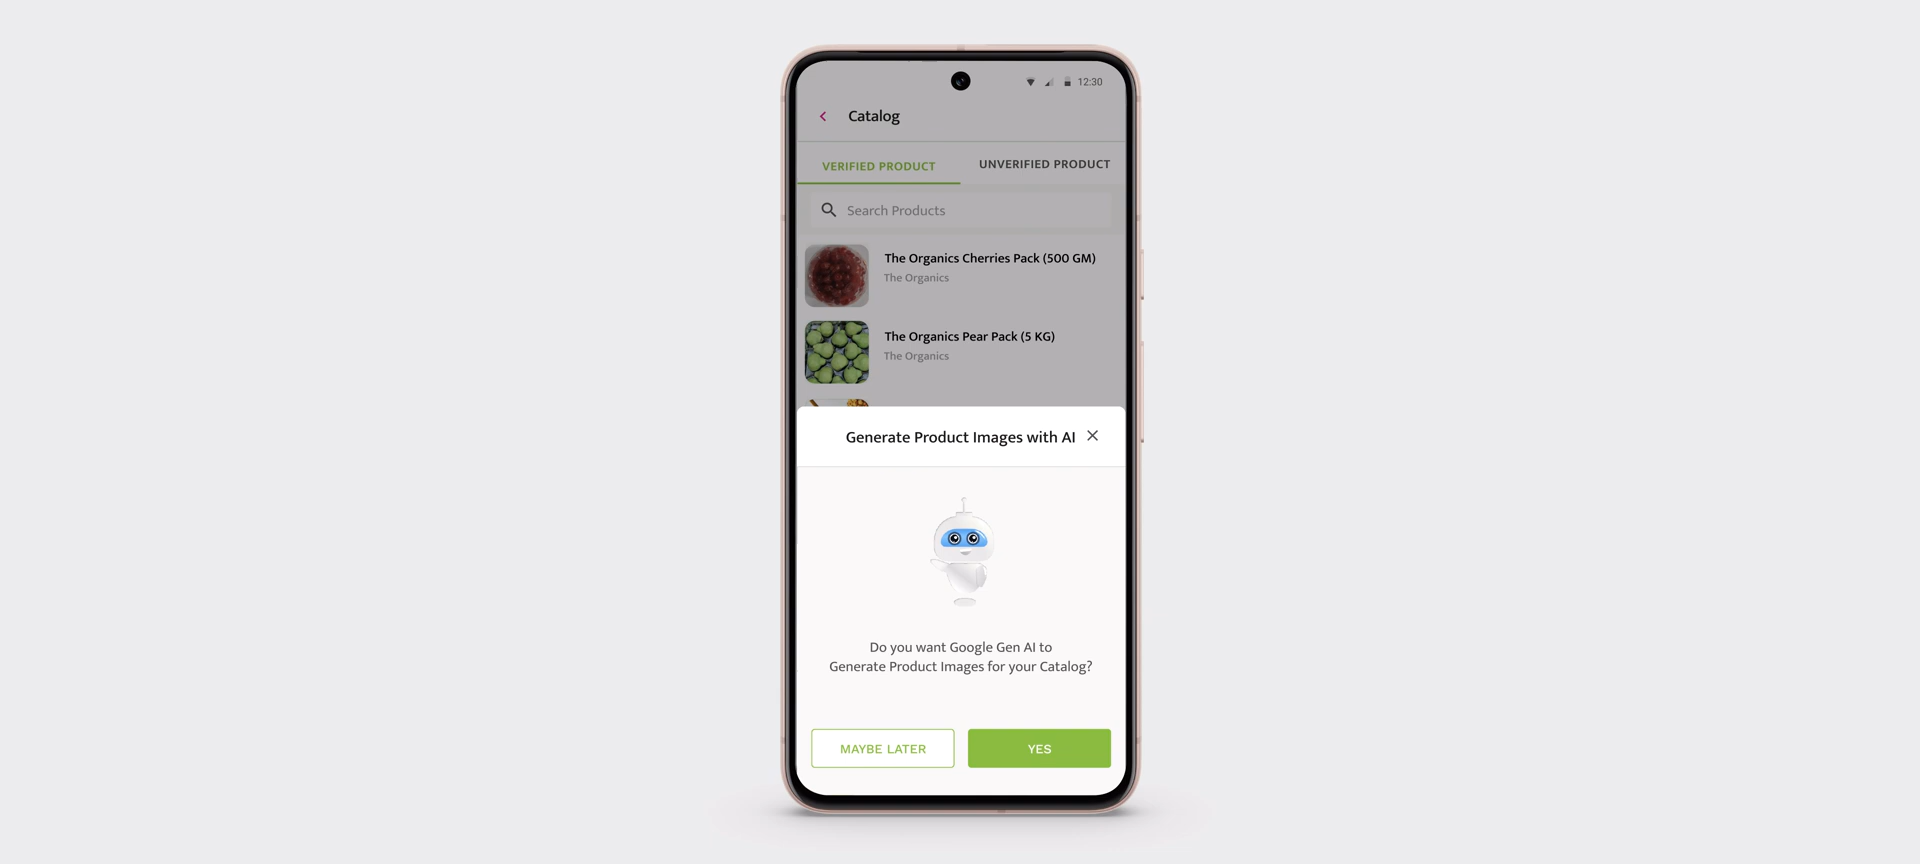 12:30
Catalog
VERIFIED PRODUCT
UNVERIFIED PRODUCT
Search Products
The Organics Cherries Pack (500 GM)
The Organics
The Organics Pear Pack (5 KG)
The Organics
Generate Product Images with AI
Do you want Google Gen AI to
Generate Product Images for your Catalog?
MAYBE LATER
YES